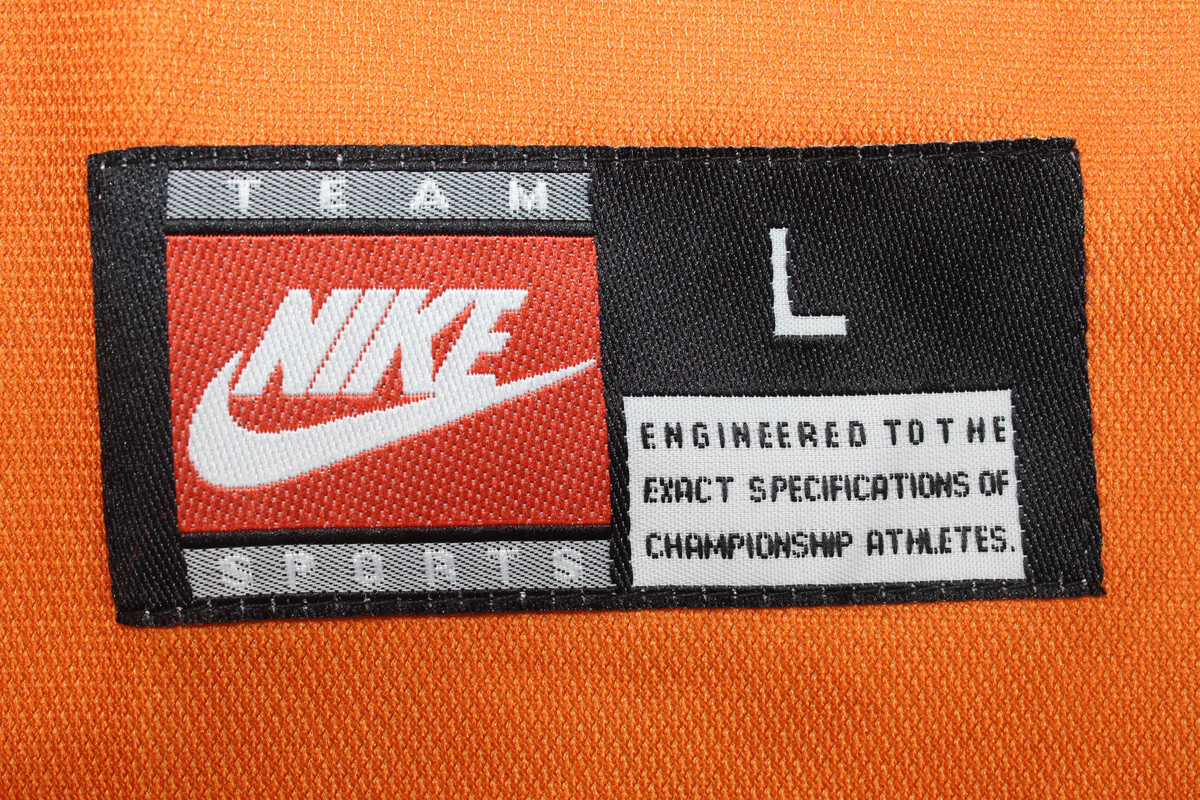 TEAM
NIKE
SPORTS
L
ENGINEERED TO THE
EXACT SPECIFICATIONS OF
CHAMPIONSHIP ATHLETES.